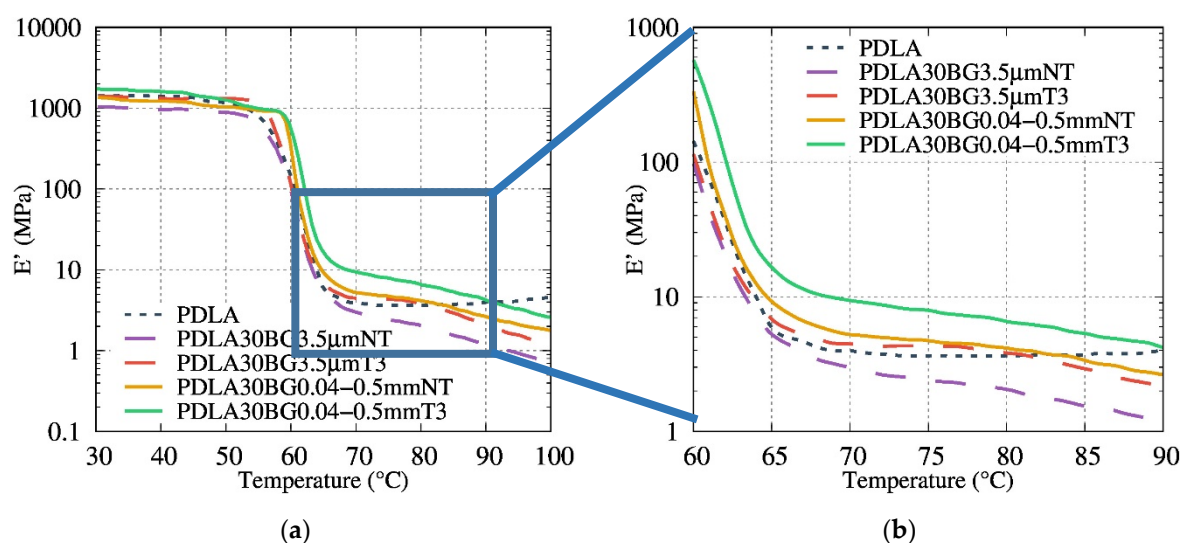 10000
1000
100
10
1
0.1
E' (MPa)
PDLA
PDLA30BG3.5μmNT
PDLA30BG3.5μmT3
PDLA30BG0.04−0.5mmNT
PDLA30BG0.04−0.5mmT3
30 40 50 60 70 80 90 100
Temperature (°C)
(a)
1000
100
10
1
E' (MPa)
PDLA
PDLA30BG3.5μmNT
PDLA30BG3.5μmT3
PDLA30BG0.04−0.5mmNT
PDLA30BG0.04−0.5mmT3
60 65 70 75 80 85 90
Temperature (°C)
(b)